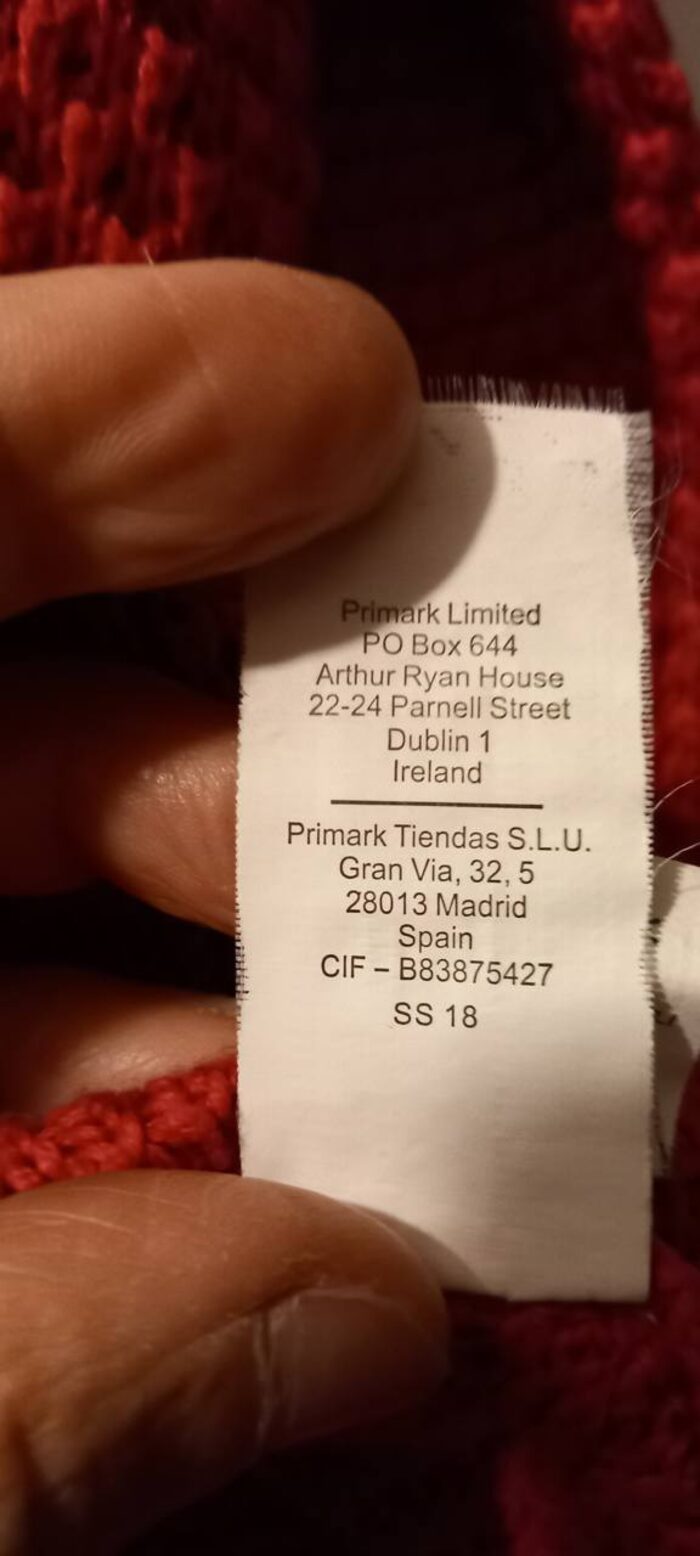 Primark Limited
PO Box 644
Arthur Ryan House
22-24 Parnell Street
Dublin 1
Ireland
Primark Tiendas S.L.U.
Gran Via, 32, 5
28013 Madrid
Spain
CIF – B83875427
SS 18